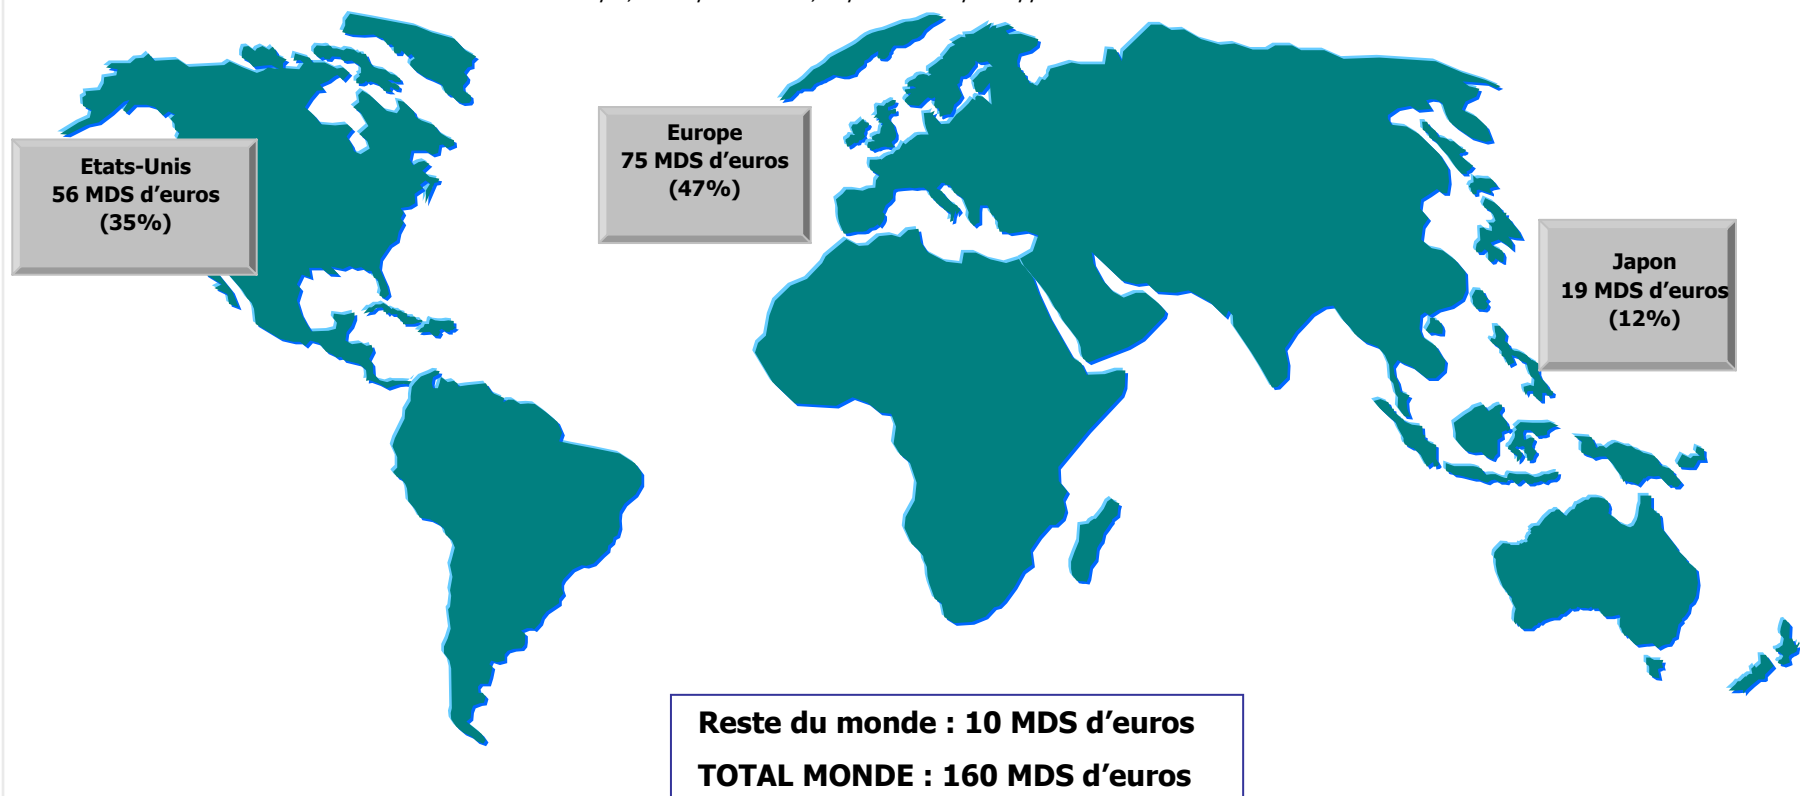 Etats-Unis
56 MDS d’euros
(35%)
Europe
75 MDS d’euros
(47%)
Japon
19 MDS d’euros
(12%)
Reste du monde : 10 MDS d’euros
TOTAL MONDE : 160 MDS d’euros